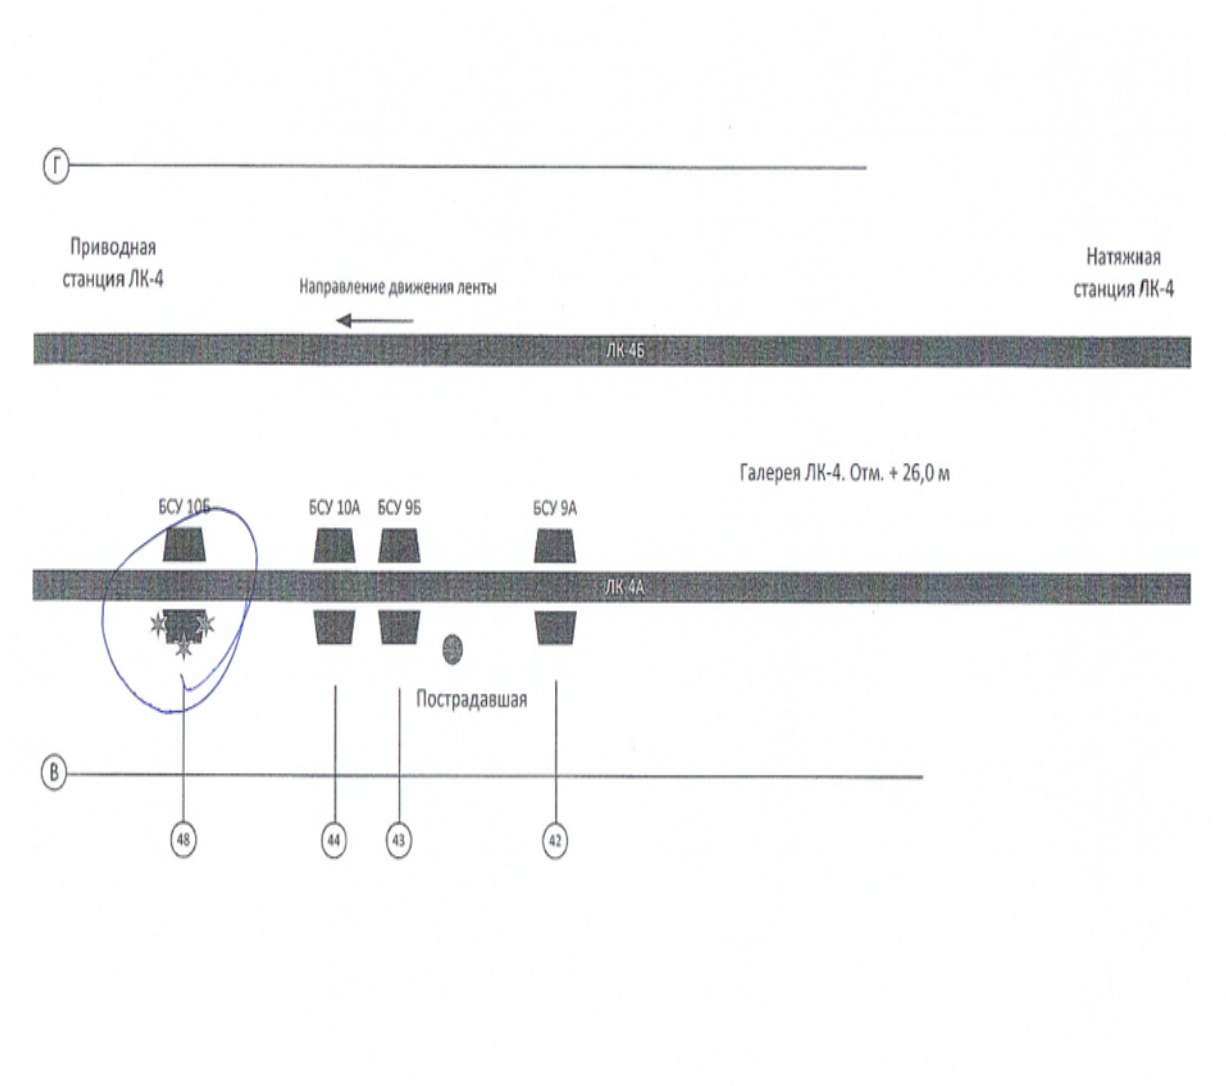 Г
Приводная
станция ЛК-4
Натяжная
станция ЛК-4
Направление движения ленты
ЛК-4Б
Галерея ЛК-4. Отм. + 26,0 м
БСУ 10Б БСУ 10А БСУ 9Б БСУ 9А
ЛК 4А
Пострадавшая
В
48 44 43 42